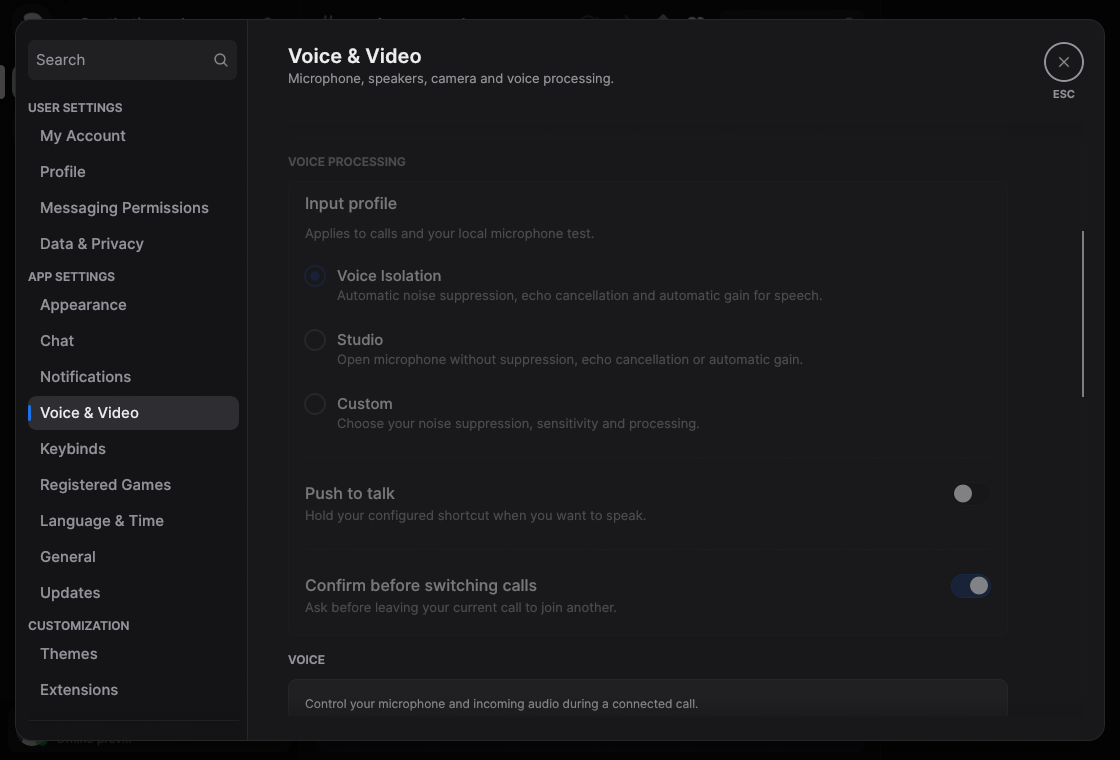 Search
USER SETTINGS
My Account
Profile
Messaging Permissions
Data & Privacy
APP SETTINGS
Appearance
Chat
Notifications
Voice & Video
Keybinds
Registered Games
Language & Time
General
Updates
CUSTOMIZATION
Themes
Extensions
Voice & Video
Microphone, speakers, camera and voice processing.
ESC
VOICE PROCESSING
Input profile
Applies to calls and your local microphone test.
Voice Isolation
Automatic noise suppression, echo cancellation and automatic gain for speech.
Studio
Open microphone without suppression, echo cancellation or automatic gain.
Custom
Choose your noise suppression, sensitivity and processing.
Push to talk
Hold your configured shortcut when you want to speak.
Confirm before switching calls
Ask before leaving your current call to join another.
VOICE
Control your microphone and incoming audio during a connected call.